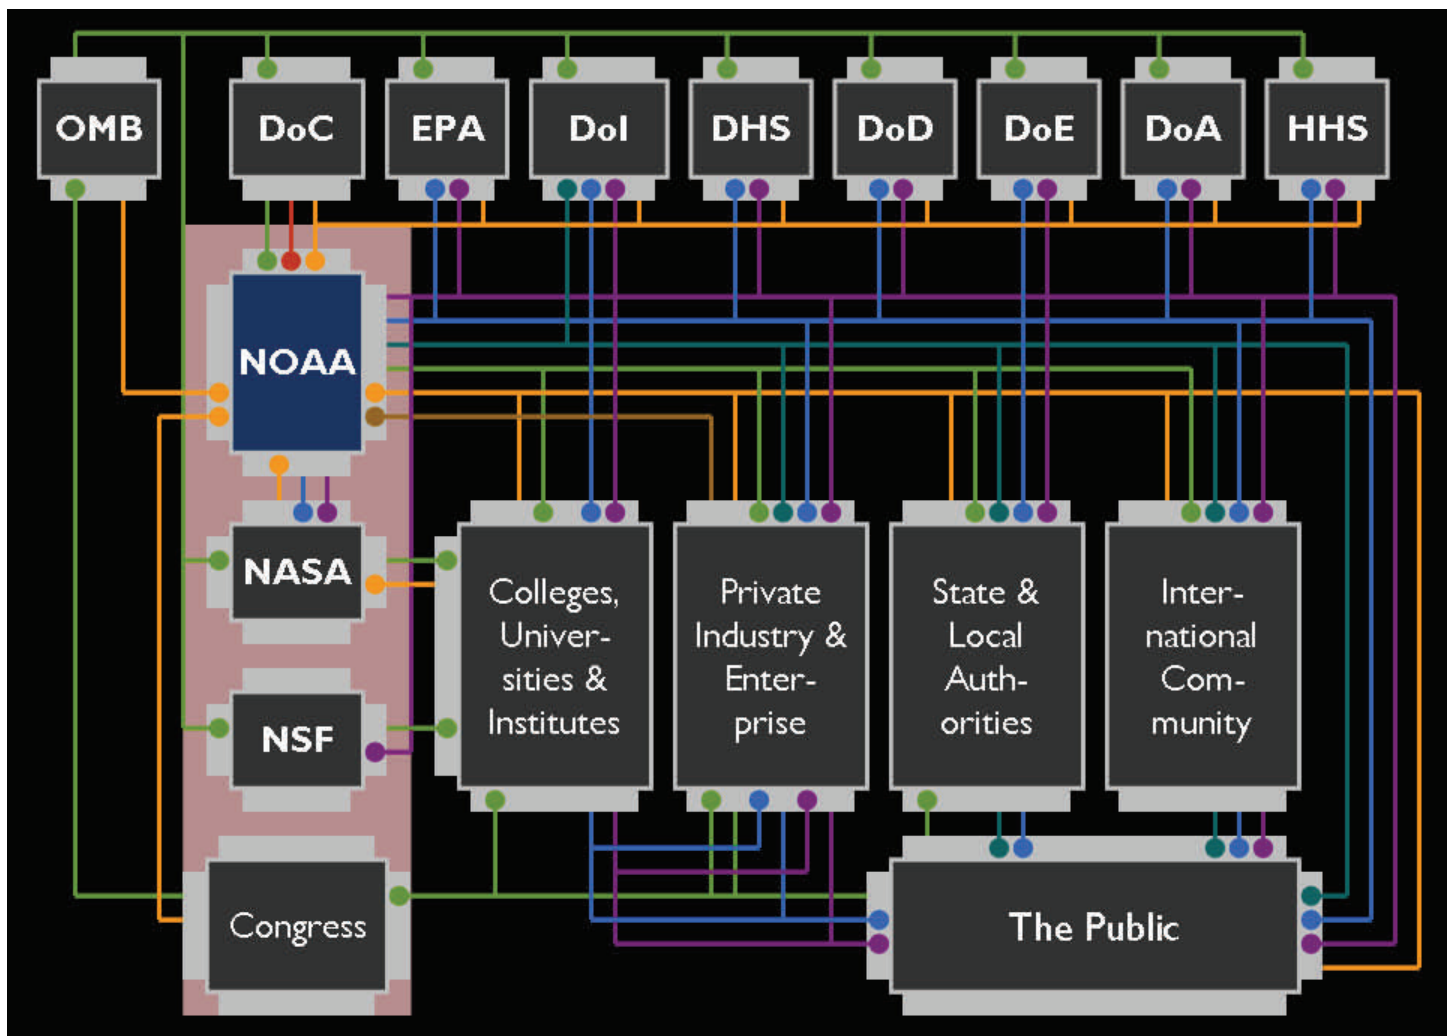 OMB
DoC
EPA
DoI
DHS
DoD
DoE
DoA
HHS
NOAA
NASA
NSF
Congress
Colleges,
Univer-
sities &
Institutes
Private
Industry &
Enter-
prise
State &
Local
Auth-
orities
Inter-
national
Com-
munity
The Public